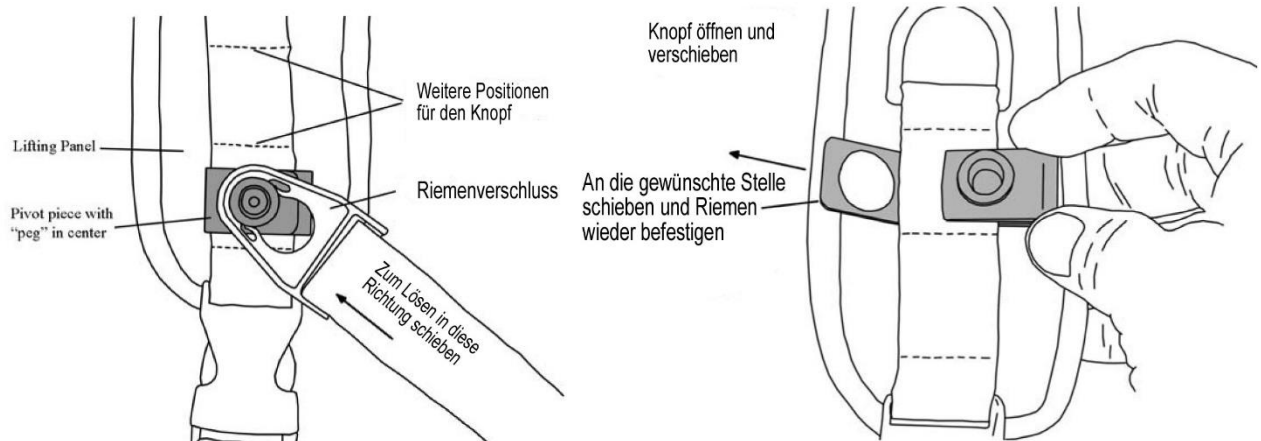 Weitere Positionen
für den Knopf
Lifting Panel
Riemenverschluss
Pivot piece with
“peg” in center
Zum Lösen in diese
Richtung schieben
Knopf öffnen und
verschieben
An die gewünschte Stelle
schieben und Riemen
wieder befestigen